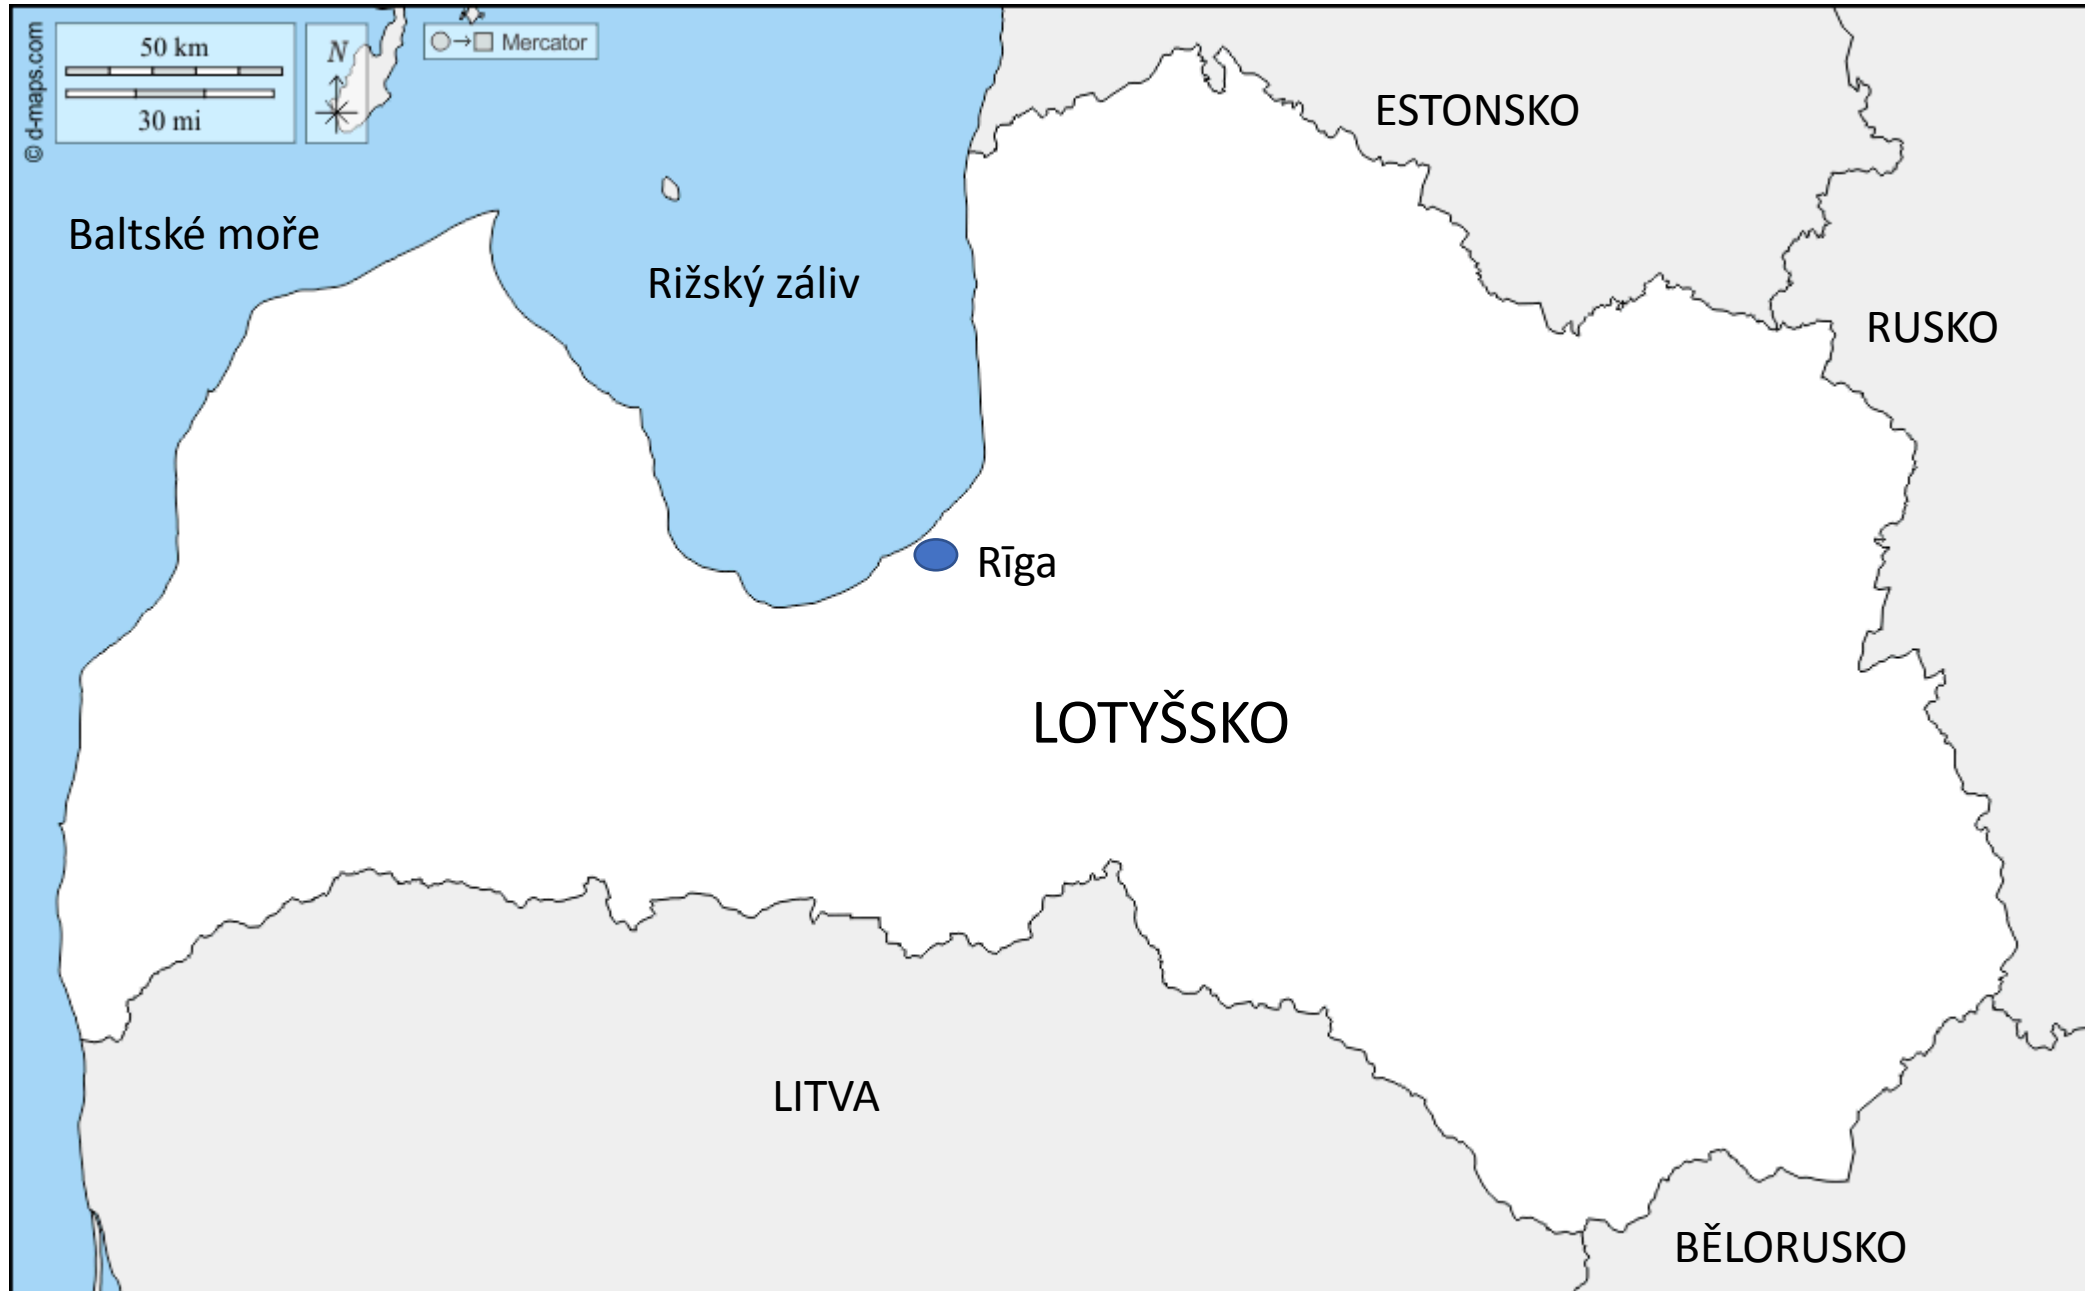 © d-maps.com
50 km
30 mi
N
Mercator
ESTONSKO
Baltské moře
Rižský záliv
RUSKO
Rīga
LOTYŠSKO
LITVA
BĚLORUSKO